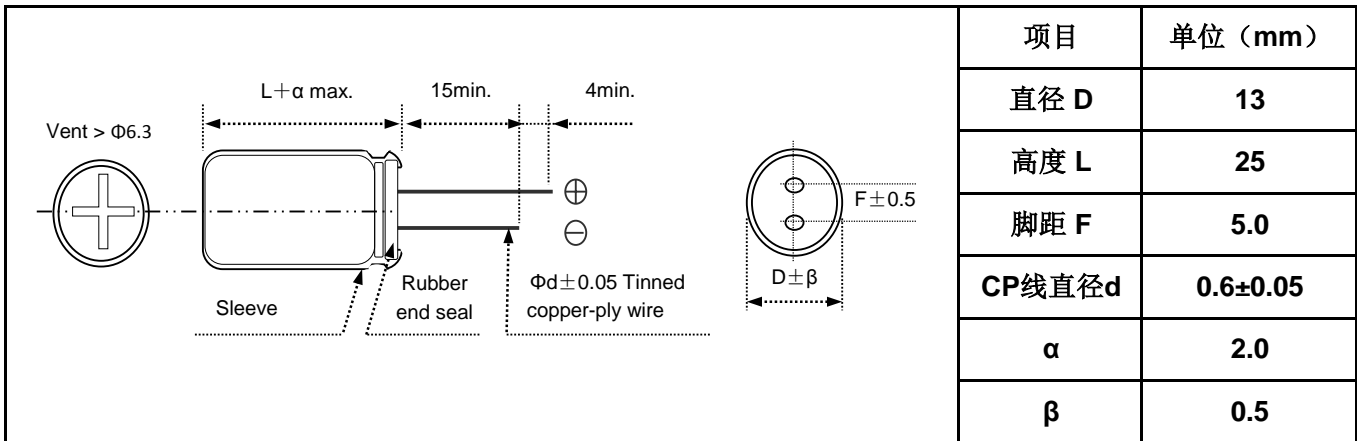 L+α max.
15min.
4min.
Vent > Φ6.3
⊕
⊖
F±0.5
D±β
Sleeve
Rubber
end seal
Φd±0.05 Tinned
copper-ply wire
项目 单位（mm）
直径 D 13
高度 L 25
脚距 F 5.0
CP线直径d 0.6±0.05
α 2.0
β 0.5